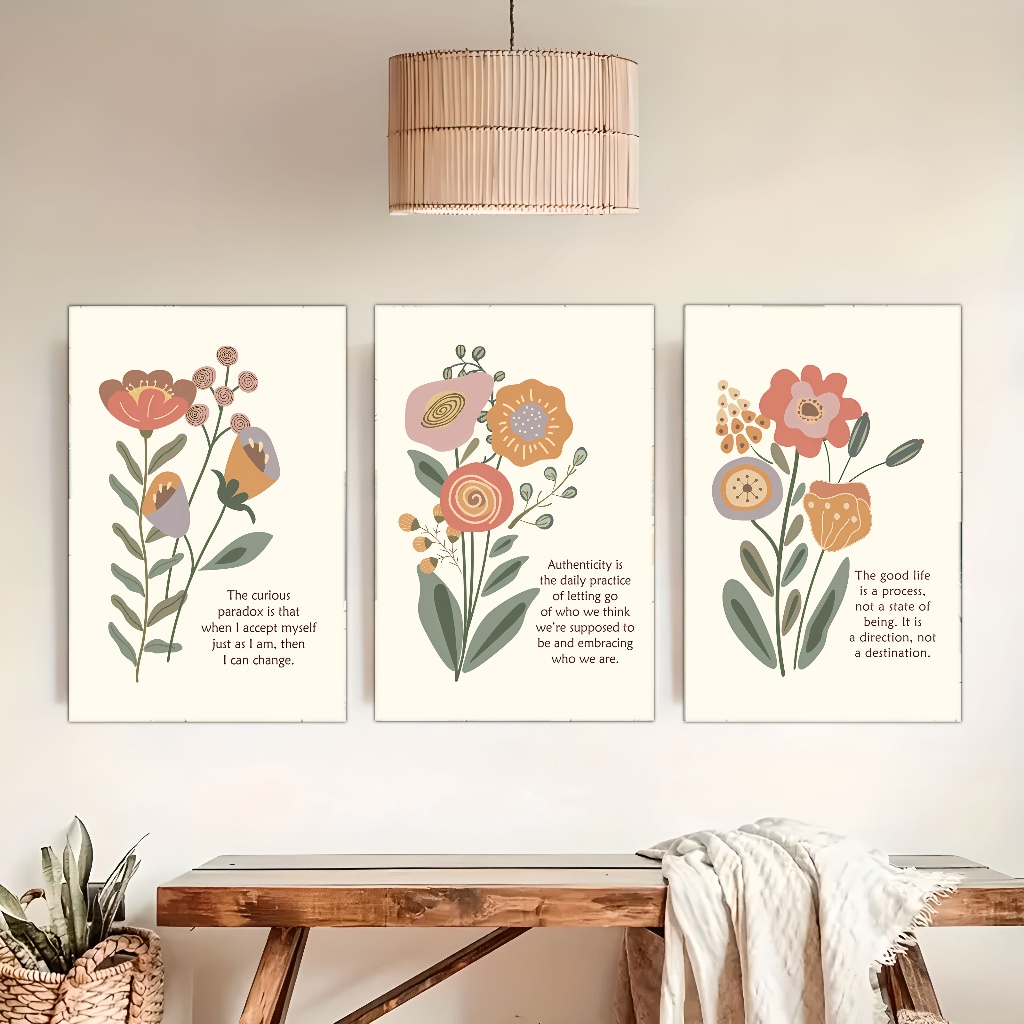 The curious
paradox is that
when I accept myself
just as I am, then
I can change.
Authenticity is
the daily practice
of letting go
of who we think
we're supposed to
be and embracing
who we are.
The good life
is a process,
not a state of
being. It is
a direction, not
a destination.